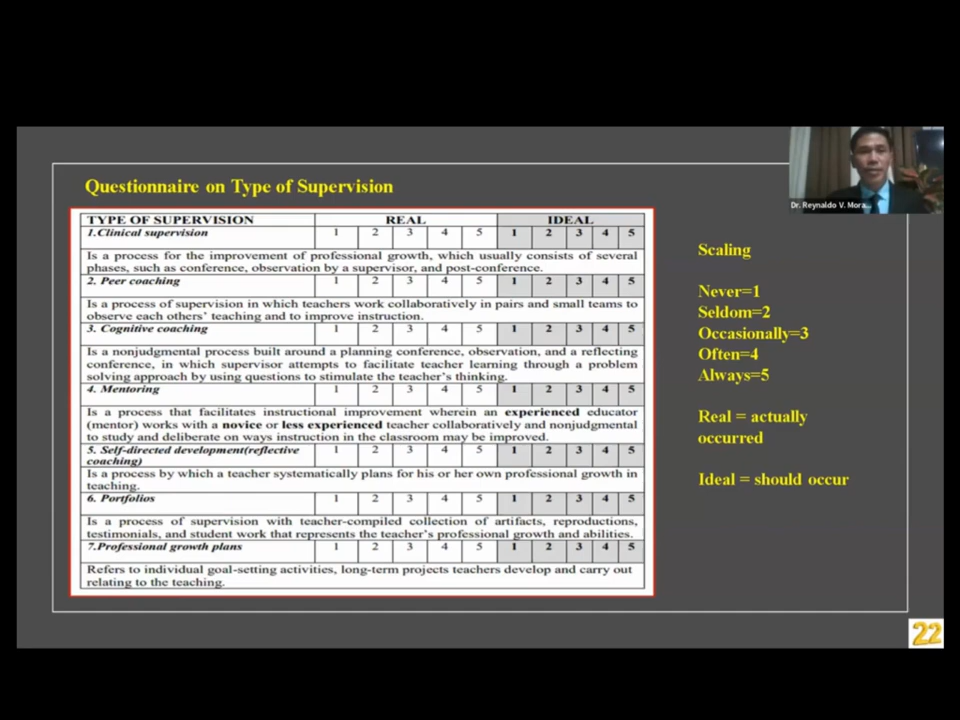 Questionnaire on Type of Supervision
Dr. Reynaldo V. Mora...
TYPE OF SUPERVISION REAL IDEAL
1.Clinical supervision 1 2 3 4 5 1 2 3 4 5
Is a process for the improvement of professional growth, which usually consists of several
phases, such as conference, observation by a supervisor, and post-conference.
2. Peer coaching 1 2 3 4 5 1 2 3 4 5
Is a process of supervision in which teachers work collaboratively in pairs and small teams to
observe each others' teaching and to improve instruction.
3. Cognitive coaching 1 2 3 4 5 1 2 3 4 5
Is a nonjudgmental process built around a planning conference, observation, and a reflecting
conference, in which supervisor attempts to facilitate teacher learning through a problem
solving approach by using questions to stimulate the teacher's thinking.
4. Mentoring 1 2 3 4 5 1 2 3 4 5
Is a process that facilitates instructional improvement wherein an experienced educator
(mentor) works with a novice or less experienced teacher collaboratively and nonjudgmental
to study and deliberate on ways instruction in the classroom may be improved.
5. Self-directed development(reflective 1 2 3 4 5 1 2 3 4 5
coaching)
Is a process by which a teacher systematically plans for his or her own professional growth in
teaching.
6. Portfolios 1 2 3 4 5 1 2 3 4 5
Is a process of supervision with teacher-compiled collection of artifacts, reproductions,
testimonials, and student work that represents the teacher's professional growth and abilities.
7.Professional growth plans 1 2 3 4 5 1 2 3 4 5
Refers to individual goal-setting activities, long-term projects teachers develop and carry out
relating to the teaching.
Scaling
Never=1
Seldom=2
Occasionally=3
Often=4
Always=5
Real = actually
occurred
Ideal = should occur
22